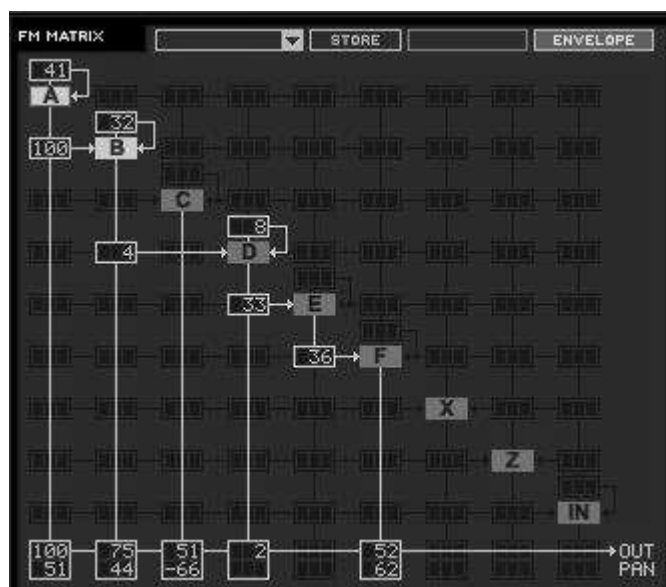 FM MATRIX STORE ENVELOPE
41
A
32
100 B
C
8
4 D
33 E
36 F
X
Z
IN
100 75 51 2 52 OUT
51 44 -66 62 PAN